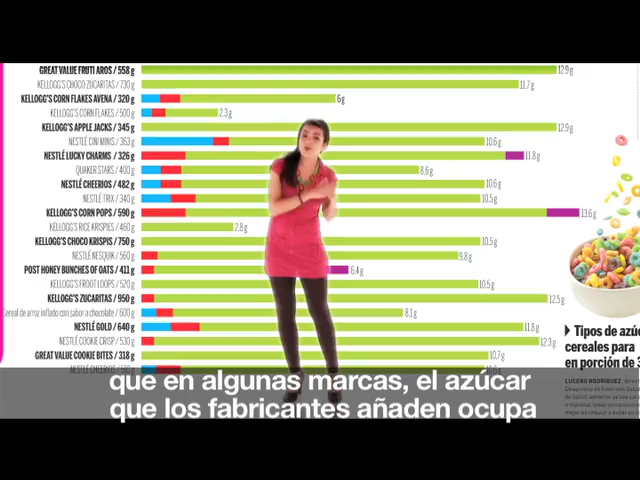 GREAT VALUE FRUTI AROS / 558 g 12.9 g
KELLOGG'S CHOCO ZUCARITAS / 730 g 11.7 g
KELLOGG'S CORN FLAKES AVENA / 320 g 6 g
KELLOGG'S CORN FLAKES / 500 g 2.3 g
KELLOGG'S APPLE JACKS / 345 g 12.9 g
NESTLÉ CINI MINIS / 363 g 10.6 g
NESTLÉ LUCKY CHARMS / 326 g 11.8 g
QUAKER STARS / 400 g 8.6 g
NESTLÉ CHEERIOS / 482 g 10.6 g
NESTLÉ TRIX / 340 g 10.5 g
KELLOGG'S CORN POPS / 590 g 13.6 g
KELLOGG'S RICE KRISPIES / 460 g 2.8 g
KELLOGG'S CHOCO KRISPIS / 750 g 10.5 g
NESTLÉ NESQUIK / 560 g 9.8 g
POST HONEY BUNCHES OF OATS / 411 g 6.4 g
KELLOGG'S FROOT LOOPS / 520 g 10.5 g
KELLOGG'S ZUCARITAS / 950 g 12.5 g
Cereal de arroz inflado con sabor a chocolate / 600 g 8.1 g
NESTLÉ GOLD / 640 g 11.8 g
NESTLÉ COOKIE CRISP / 530 g 12.3 g
GREAT VALUE COOKIE BITES / 318 g 10.7 g
NESTLÉ CHEERIOS / 510 g 10.6 g
Tipos de azú
cereales para
en porción de 3
LUCERO RODRÍGUEZ, direc
que en algunas marcas, el azúcar
que los fabricantes añaden ocupa